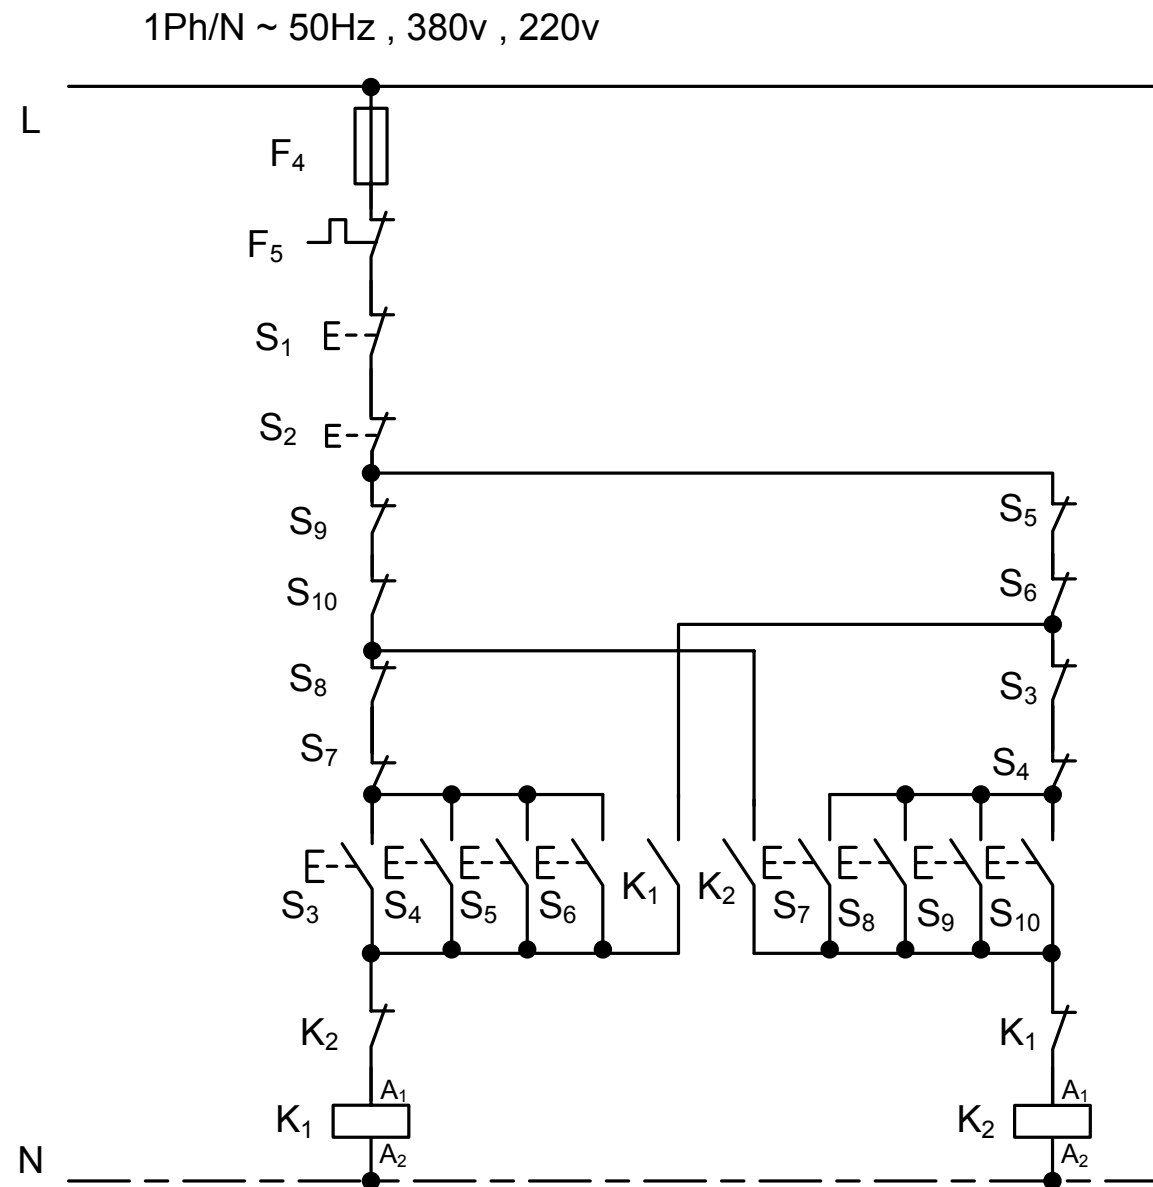 1Ph/N ~ 50Hz , 380v , 220v
L
F₄
F₅
S₁
S₂
S₉
S₅
S₁₀
S₆
S₈
S₃
S₇
S₄
S₃ S₄ S₅ S₆ K₁ K₂ S₇ S₈ S₉ S₁₀
K₂
K₁
A₁
A₁
K₁
K₂
A₂
A₂
N